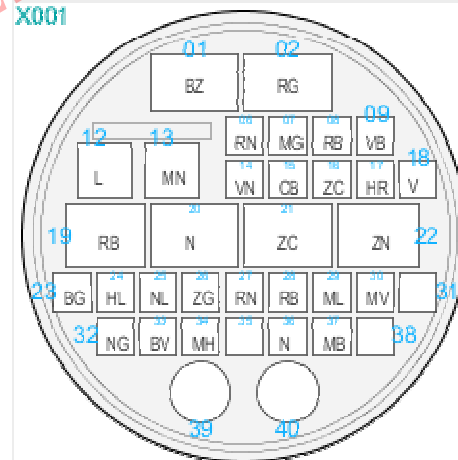 X001
01 02
BZ RG
06 07 08 09
RN MG RB VB
12 13
L MN
14 15 16 17 18
VN CB ZC HR V
19 20 21 22
RB N ZC ZN
23 24 25 26 27 28 29 30 31
BG HL NL ZG RN RB ML MV
32 33 34 35 36 37 38
NG BV MH N MB
39 40